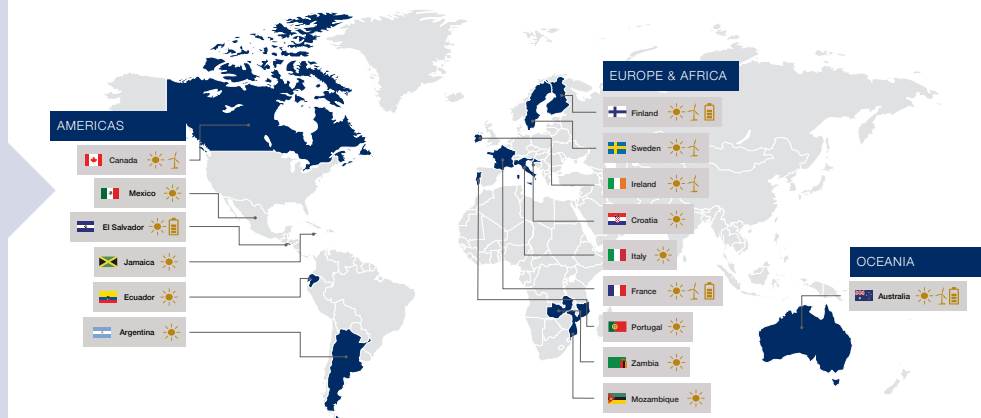 AMERICAS
Canada
Mexico
El Salvador
Jamaica
Ecuador
Argentina
EUROPE & AFRICA
Finland
Sweden
Ireland
Croatia
Italy
France
Portugal
Zambia
Mozambique
OCEANIA
Australia